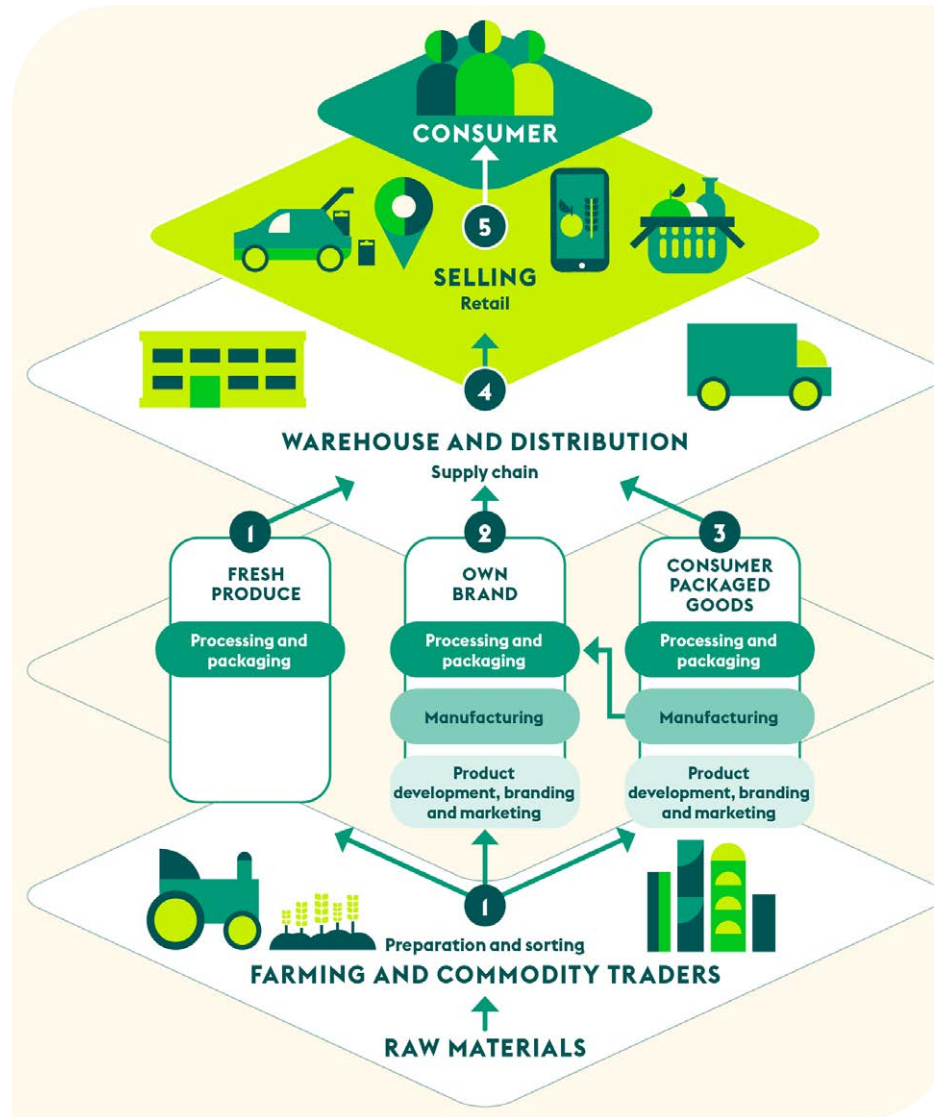 CONSUMER
5
SELLING
Retail
4
WAREHOUSE AND DISTRIBUTION
Supply chain
1
FRESH
PRODUCE
Processing and
packaging
2
OWN
BRAND
Processing and
packaging
Manufacturing
Product
development, branding
and marketing
3
CONSUMER
PACKAGED
GOODS
Processing and
packaging
Manufacturing
Product
development, branding
and marketing
1
Preparation and sorting
FARMING AND COMMODITY TRADERS
RAW MATERIALS